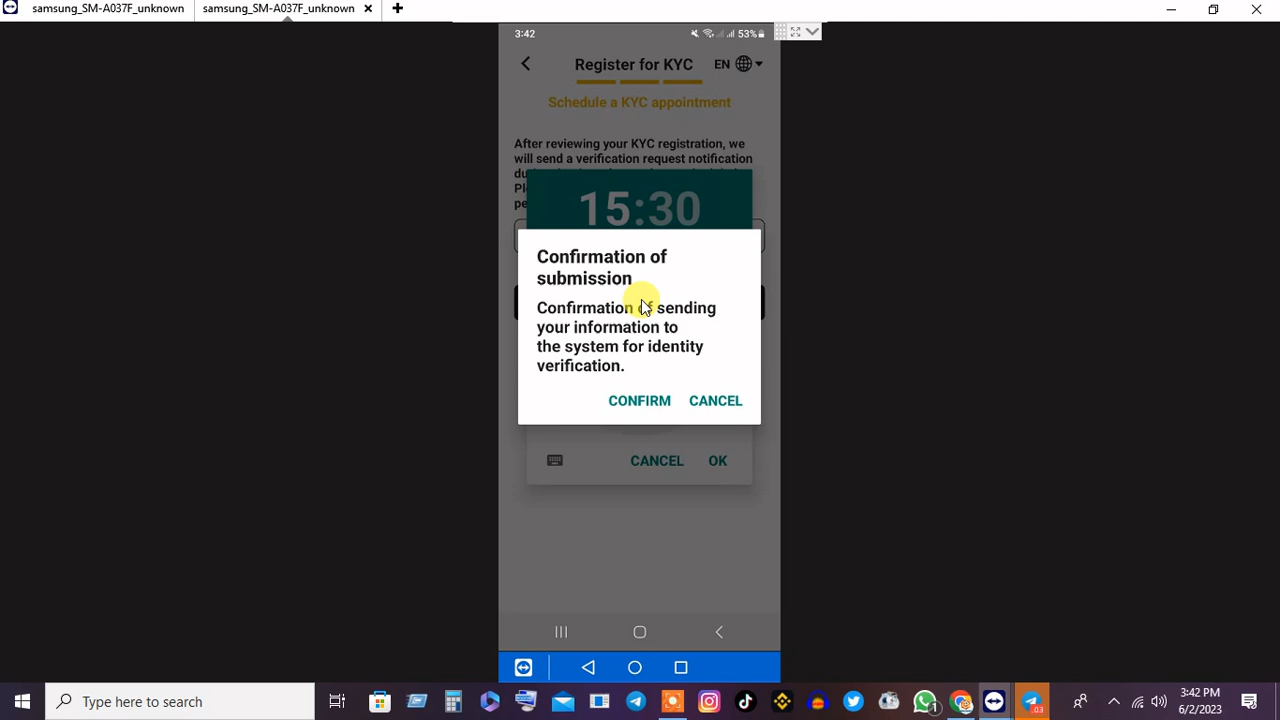 samsung_SM-A037F_unknown
samsung_SM-A037F_unknown
3:42
53%
Register for KYC
EN
Schedule a KYC appointment
After reviewing your KYC registration, we
will send a verification request notification
15:30
Confirmation of
submission
Confirmation of sending
your information to
the system for identity
verification.
CONFIRM CANCEL
CANCEL OK
Type here to search
3:42 PM
6/2/2023